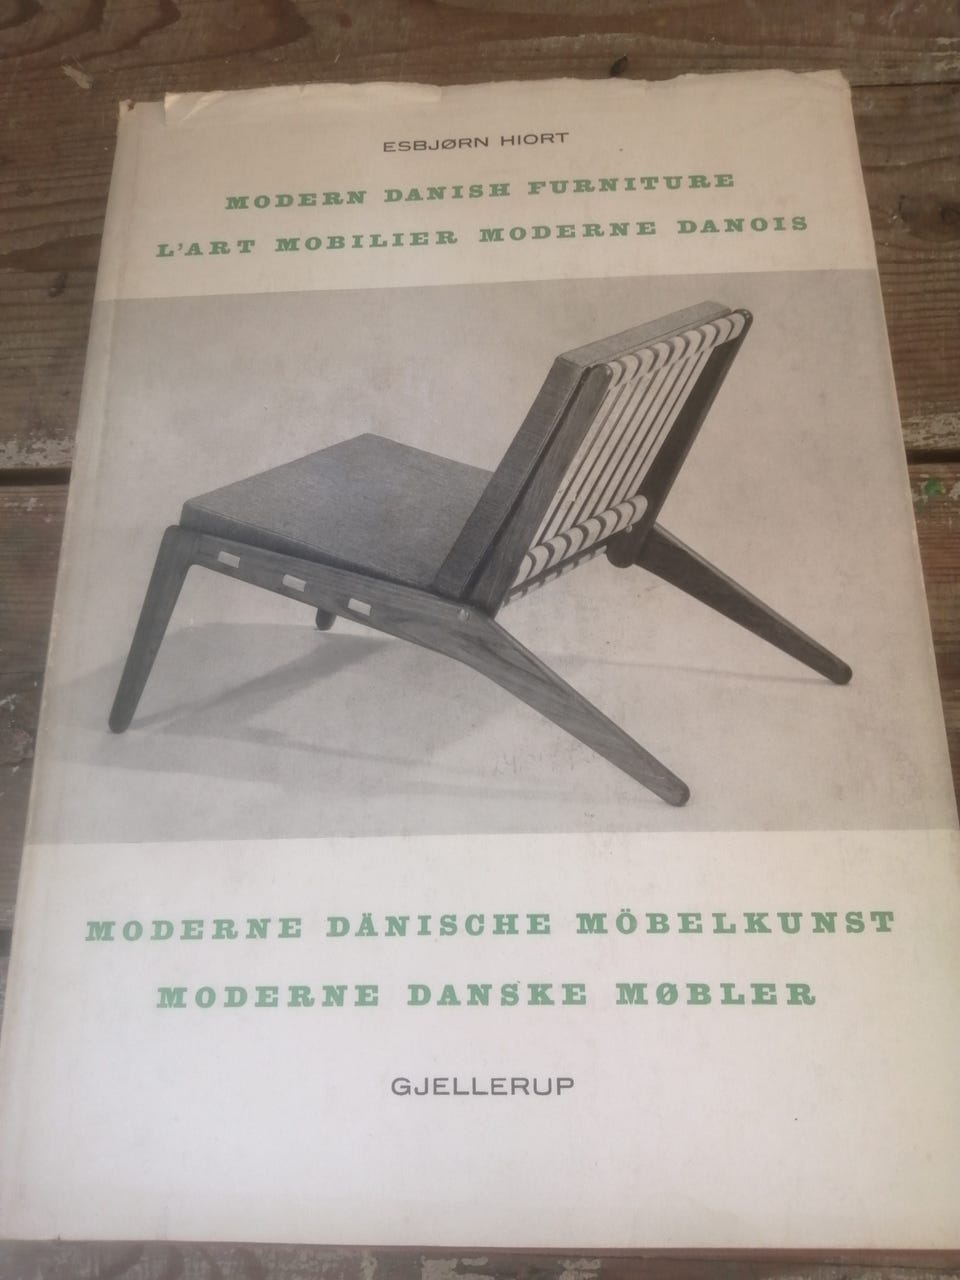 ESBJØRN HIORT
MODERN DANISH FURNITURE
L'ART MOBILIER MODERNE DANOIS
MODERNE DÄNISCHE MÖBELKUNST
MODERNE DANSKE MØBLER
GJELLERUP